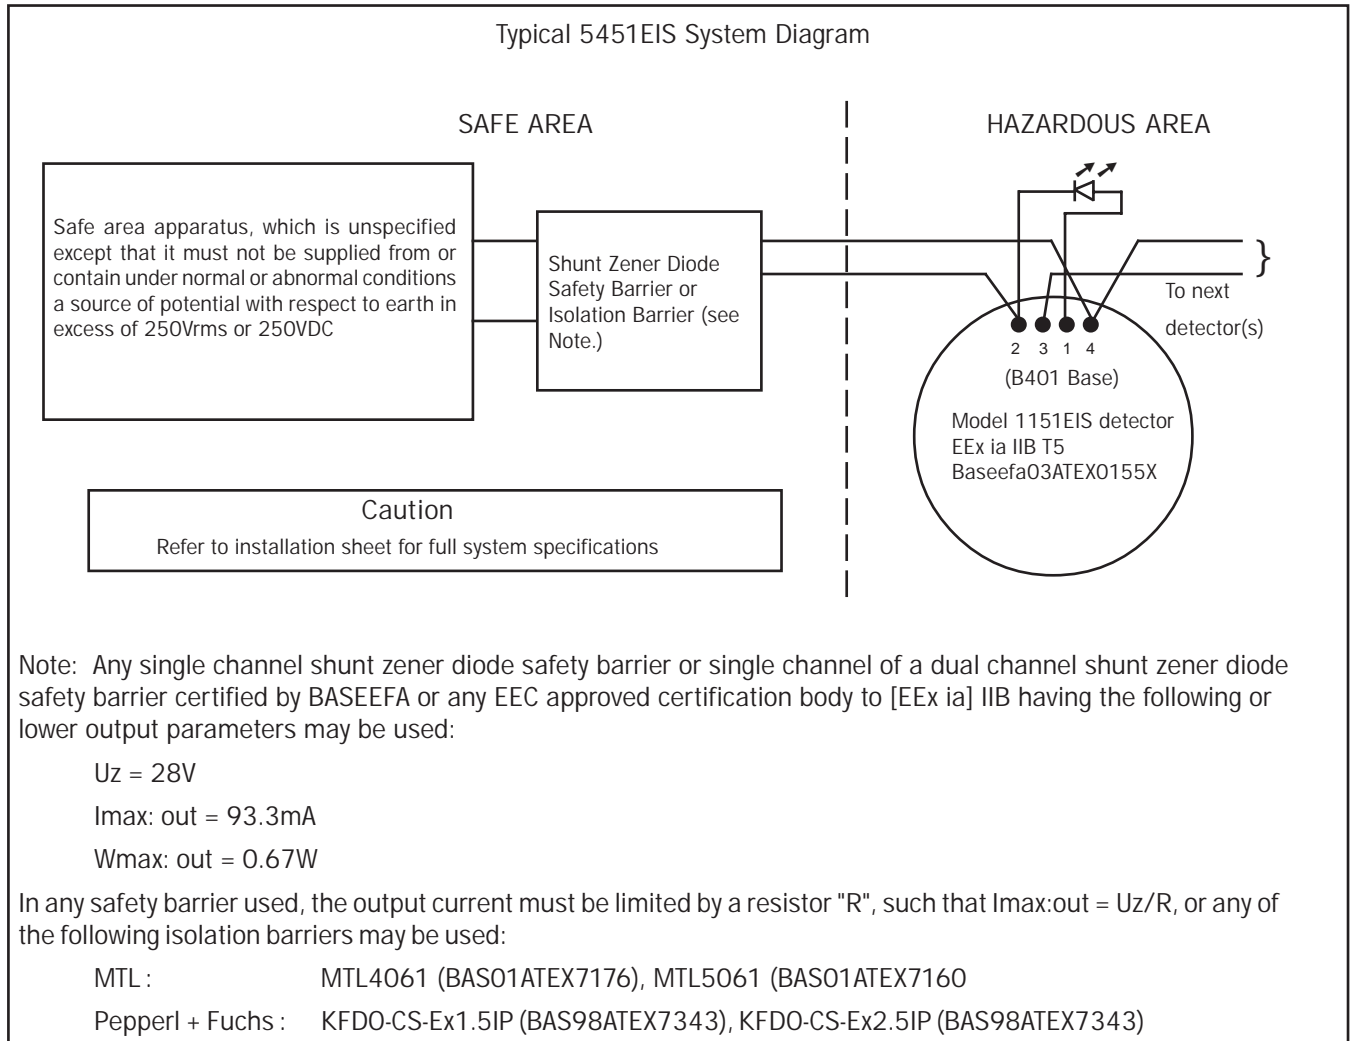 Typical 5451EIS System Diagram
SAFE AREA
HAZARDOUS AREA
Safe area apparatus, which is unspecified
except that it must not be supplied from or
contain under normal or abnormal conditions
a source of potential with respect to earth in
excess of 250Vrms or 250VDC
Shunt Zener Diode
Safety Barrier or
Isolation Barrier (see
Note.)
}
To next
detector(s)
2 3 1 4
(B401 Base)
Model 1151EIS detector
EEx ia IIB T5
Baseefa03ATEX0155X
Caution
Refer to installation sheet for full system specifications
Note: Any single channel shunt zener diode safety barrier or single channel of a dual channel shunt zener diode
safety barrier certified by BASEEFA or any EEC approved certification body to [EEx ia] IIB having the following or
lower output parameters may be used:
Uz = 28V
Imax: out = 93.3mA
Wmax: out = 0.67W
In any safety barrier used, the output current must be limited by a resistor "R", such that Imax:out = Uz/R, or any of
the following isolation barriers may be used:
MTL : MTL4061 (BAS01ATEX7176), MTL5061 (BAS01ATEX7160
Pepperl + Fuchs : KFDO-CS-Ex1.5IP (BAS98ATEX7343), KFDO-CS-Ex2.5IP (BAS98ATEX7343)